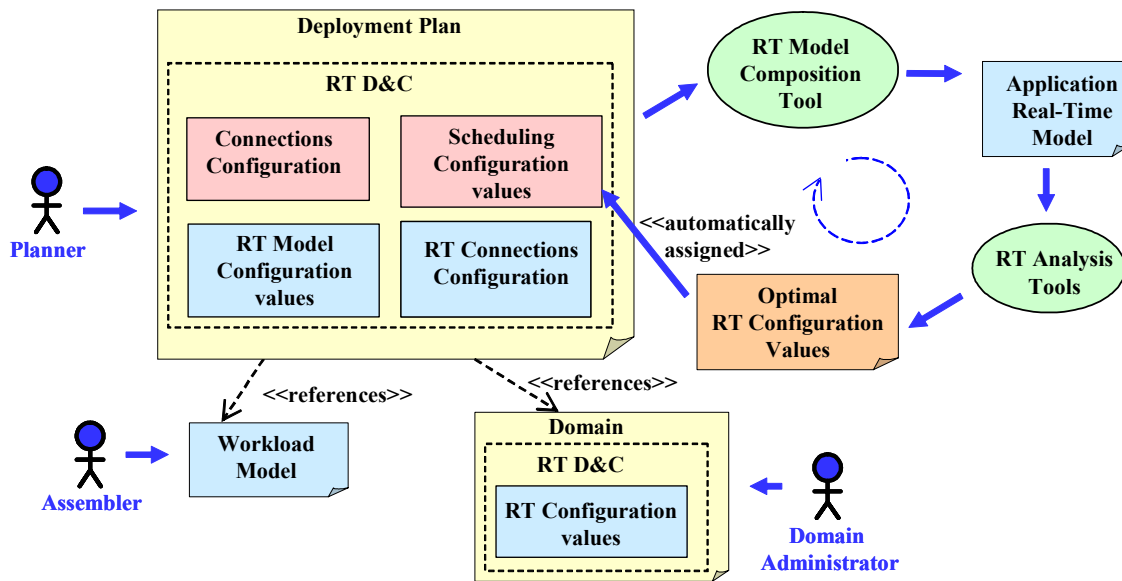 Deployment Plan
RT D&C
Connections
Configuration
Scheduling
Configuration
values
RT Model
Configuration
values
RT Connections
Configuration
Planner
RT Model
Composition
Tool
Application
Real-Time
Model
RT Analysis
Tools
Optimal
RT Configuration
Values
<<automatically
assigned>>
<<references>>
<<references>>
Workload
Model
Assembler
Domain
RT D&C
RT Configuration
values
Domain
Administrator